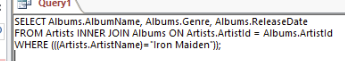 Query1
SELECT Albums.AlbumName, Albums.Genre, Albums.ReleaseDate
FROM Artists INNER JOIN Albums ON Artists.ArtistId = Albums.ArtistId
WHERE (((Artists.ArtistName)="Iron Maiden"));